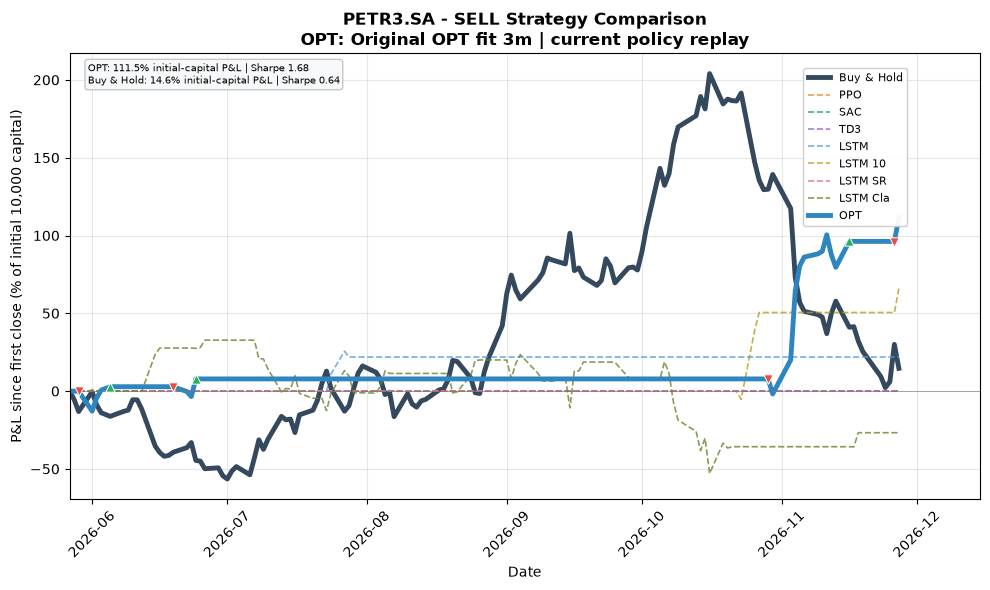 PETR3.SA - SELL Strategy Comparison
OPT: Original OPT fit 3m | current policy replay
OPT: 111.5% initial-capital P&L | Sharpe 1.68
Buy & Hold: 14.6% initial-capital P&L | Sharpe 0.64
Buy & Hold
PPO
SAC
TD3
LSTM
LSTM 10
LSTM SR
LSTM Cla
OPT
P&L since first close (% of initial 10,000 capital)
200
150
100
50
0
−50
2026-06
2026-07
2026-08
2026-09
2026-10
2026-11
2026-12
Date